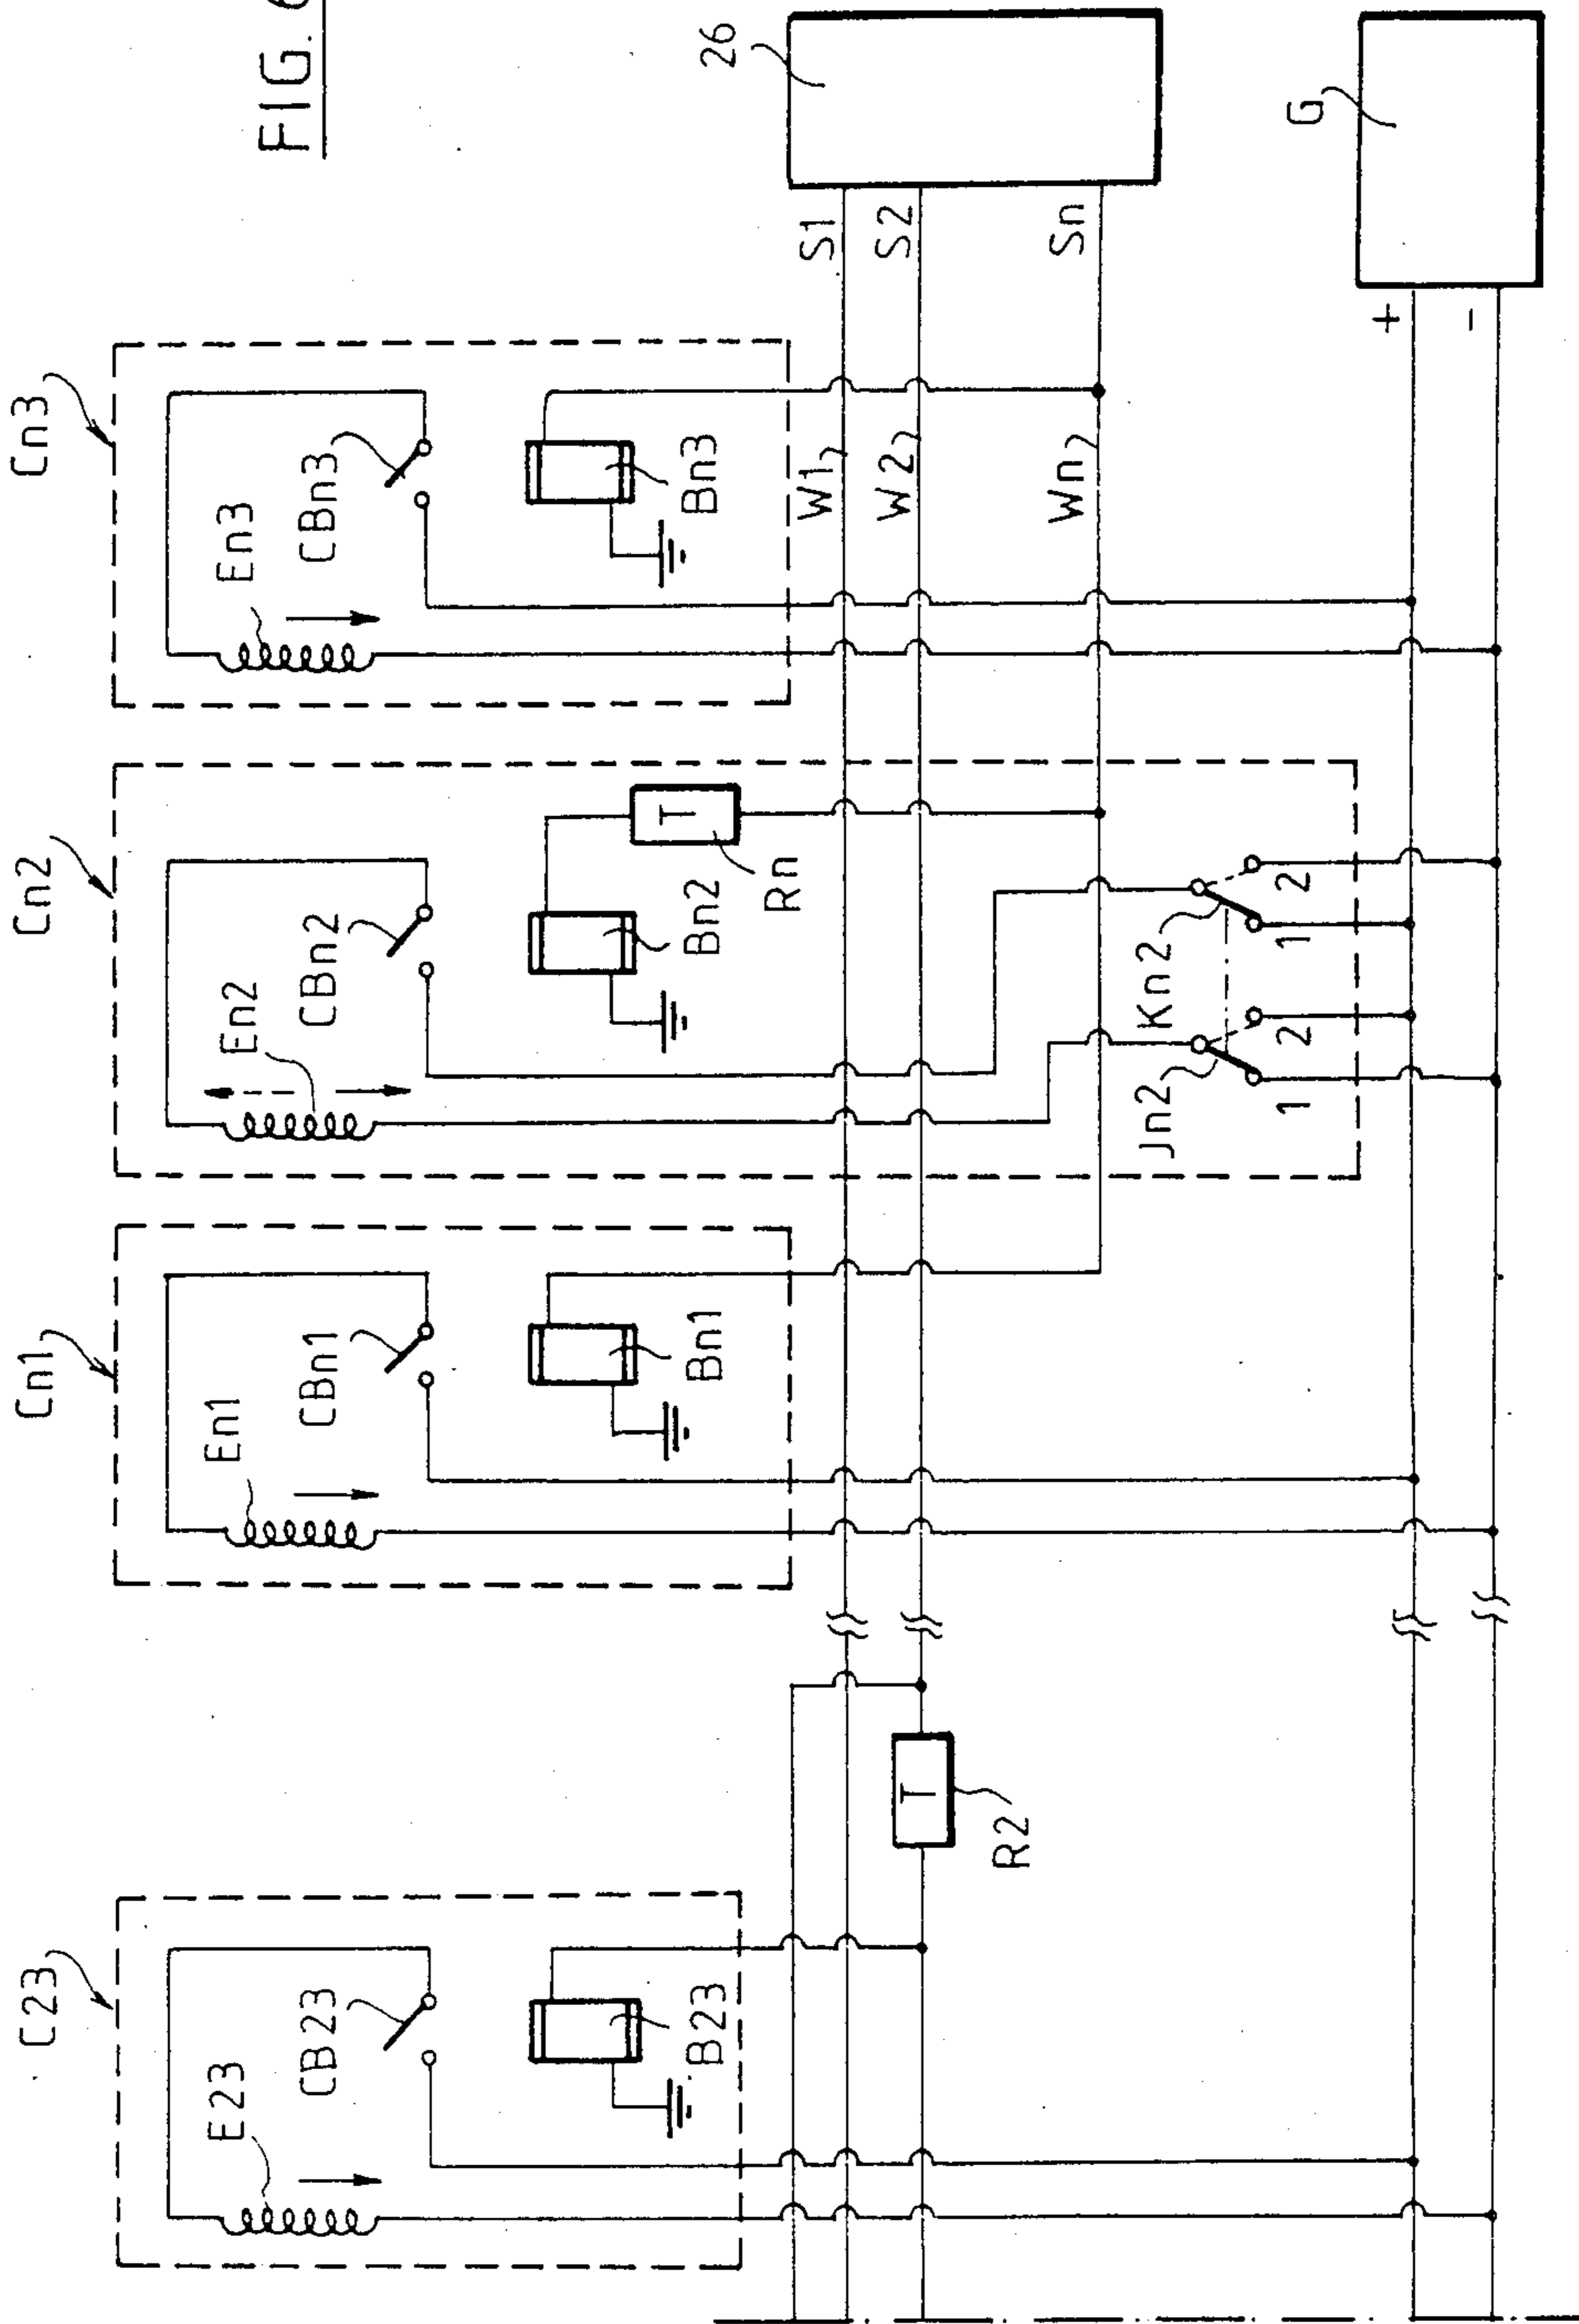 FIG. 6
Cn3
En3
CBn3
Bn3
Cn2
En2
CBn2
Bn2
T
Rn
Jn2
Kn2
1
2
1
2
Cn1
En1
CBn1
Bn1
C23
E23
CB23
B23
T
R2
W1
W2
Wn
S1
S2
Sn
26
G
+
-